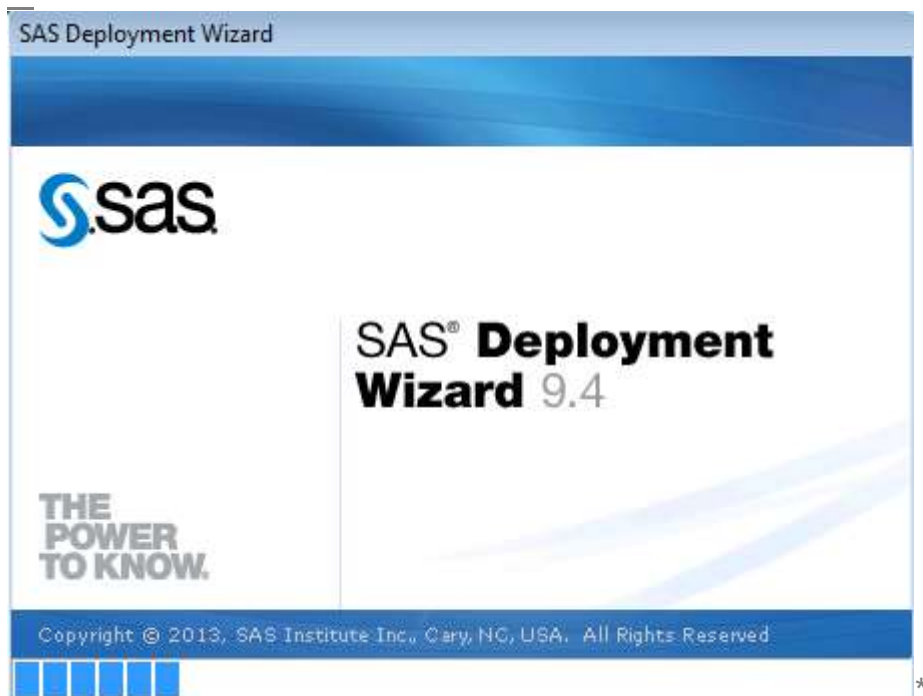 SAS Deployment Wizard
sas
SAS® Deployment
Wizard 9.4
THE
POWER
TO KNOW.
Copyright © 2013, SAS Institute Inc., Cary, NC, USA. All Rights Reserved
*